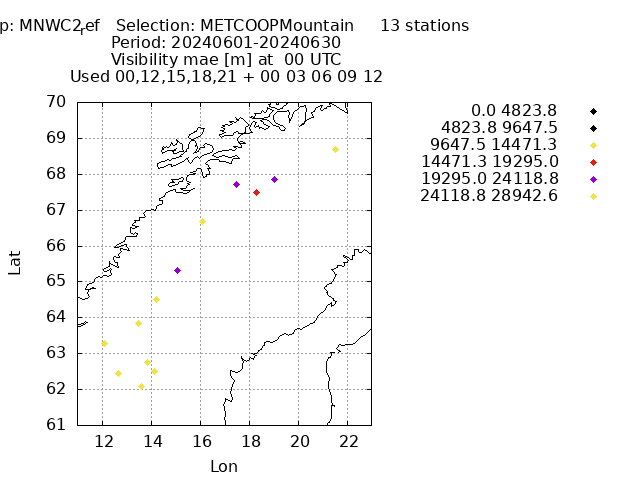 p: MNWC2ref Selection: METCOOPMountain 13 stations
Period: 20240601-20240630
Visibility mae [m] at 00 UTC
Used 00,12,15,18,21 + 00 03 06 09 12
0.0 4823.8
4823.8 9647.5
9647.5 14471.3
14471.3 19295.0
19295.0 24118.8
24118.8 28942.6
70
69
68
67
66
65
64
63
62
61
Lat
12 14 16 18 20 22
Lon